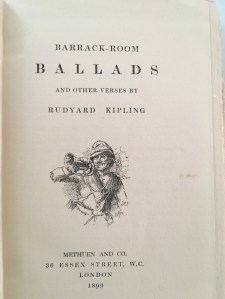 BARRACK-ROOM
BALLADS
AND OTHER VERSES BY
RUDYARD KIPLING
METHUEN AND CO.
36 ESSEX STREET, W.C.
LONDON
1899